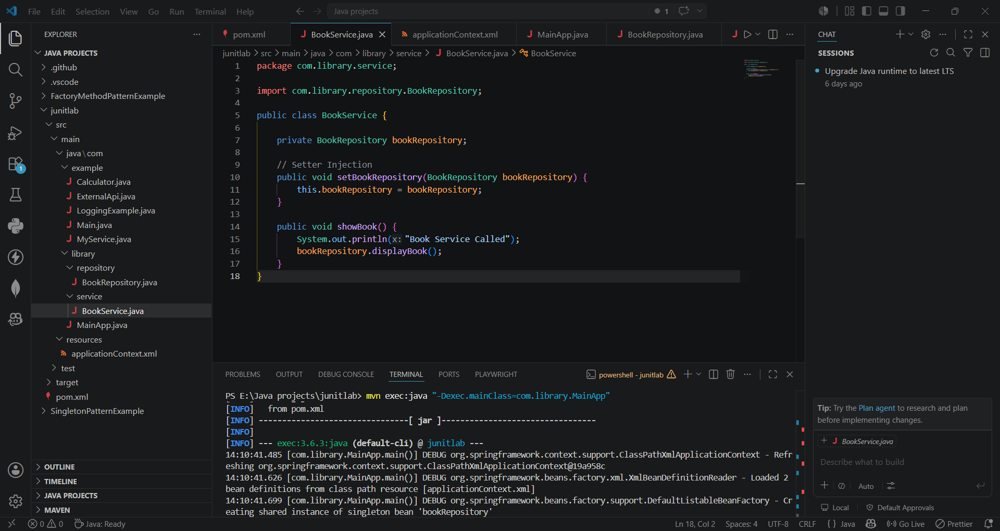 File Edit Selection View Go Run Terminal Help
Java projects
1
EXPLORER
JAVA PROJECTS
.github
.vscode
FactoryMethodPatternExample
junitlab
src
main
java\com
example
Calculator.java
ExternalApi.java
LoggingExample.java
Main.java
MyService.java
library
repository
BookRepository.java
service
BookService.java
MainApp.java
resources
applicationContext.xml
test
target
pom.xml
SingletonPatternExample
OUTLINE
TIMELINE
JAVA PROJECTS
MAVEN
1
pom.xml BookService.java applicationContext.xml MainApp.java BookRepository.java
junitlab > src > main > java > com > library > service > BookService.java > BookService
1 package com.library.service;
2
3 import com.library.repository.BookRepository;
4
5 public class BookService {
6
7 private BookRepository bookRepository;
8
9 // Setter Injection
10 public void setBookRepository(BookRepository bookRepository) {
11 this.bookRepository = bookRepository;
12 }
13
14 public void showBook() {
15 System.out.println(x: "Book Service Called");
16 bookRepository.displayBook();
17 }
18 }
PROBLEMS OUTPUT DEBUG CONSOLE TERMINAL PORTS PLAYWRIGHT
powershell - junitlab
PS E:\Java projects\junitlab> mvn exec:java "-Dexec.mainClass=com.library.MainApp"
[INFO] from pom.xml
[INFO] ------------------------------[ jar ]-------------------------------
[INFO]
[INFO] --- exec:3.6.3:java (default-cli) @ junitlab ---
14:10:41.485 [com.library.MainApp.main()] DEBUG org.springframework.context.support.ClassPathXmlApplicationContext - Refr
eshing org.springframework.context.support.ClassPathXmlApplicationContext@19a958c
14:10:41.626 [com.library.MainApp.main()] DEBUG org.springframework.beans.factory.xml.XmlBeanDefinitionReader - Loaded 2
bean definitions from class path resource [applicationContext.xml]
14:10:41.699 [com.library.MainApp.main()] DEBUG org.springframework.beans.factory.support.DefaultListableBeanFactory - Cr
eating shared instance of singleton bean 'bookRepository'
CHAT
SESSIONS
Upgrade Java runtime to latest LTS
6 days ago
Tip: Try the Plan agent to research and plan
before implementing changes.
BookService.java
Describe what to build
Auto
Local Default Approvals
0 0 Java: Ready
Ln 18, Col 2 Spaces: 4 UTF-8 CRLF {} Java Go Live Prettier